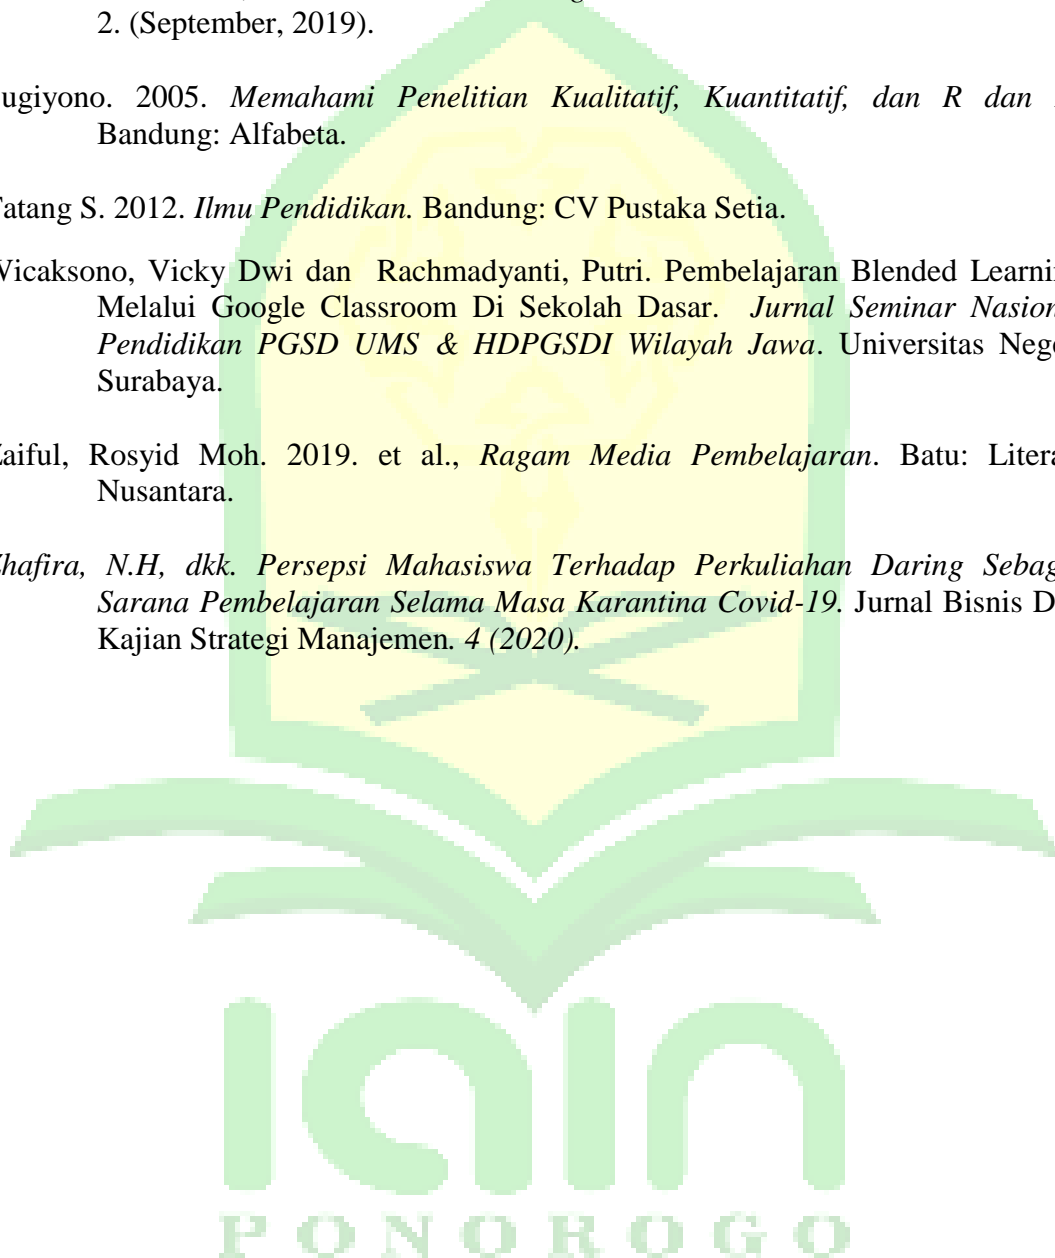 2. (September, 2019).
ugiyono. 2005. Memahami Penelitian Kualitatif, Kuantitatif, dan R dan
Bandung: Alfabeta.
atang S. 2012. Ilmu Pendidikan. Bandung: CV Pustaka Setia.
Wicaksono, Vicky Dwi dan Rachmadyanti, Putri. Pembelajaran Blended Learnin
Melalui Google Classroom Di Sekolah Dasar. Jurnal Seminar Nasion
Pendidikan PGSD UMS & HDPGSDI Wilayah Jawa. Universitas Nege
Surabaya.
Zaiful, Rosyid Moh. 2019. et al., Ragam Media Pembelajaran. Batu: Litera
Nusantara.
hafira, N.H, dkk. Persepsi Mahasiswa Terhadap Perkuliahan Daring Sebag
Sarana Pembelajaran Selama Masa Karantina Covid-19. Jurnal Bisnis D
Kajian Strategi Manajemen. 4 (2020).
iain
PONOROGO